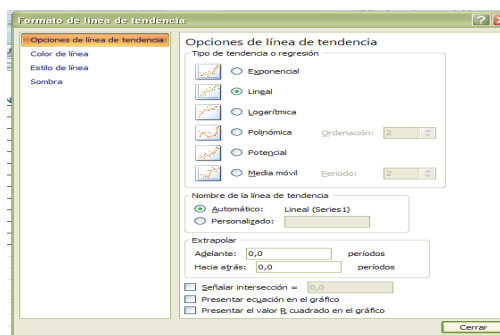 Formato de línea de tendencia
Opciones de línea de tendencia
Color de línea
Estilo de línea
Sombra
Opciones de línea de tendencia
Tipo de tendencia o regresión
Exponencial
Lineal
Logarítmica
Polinómica Ordenación: 2
Potencial
Media móvil Período: 2
Nombre de la línea de tendencia
Automático: Lineal (Series1)
Personalizado:
Extrapolar
Adelante: 0,0 períodos
Hacia atrás: 0,0 períodos
Señalar intersección = 0,0
Presentar ecuación en el gráfico
Presentar el valor R cuadrado en el gráfico
Cerrar